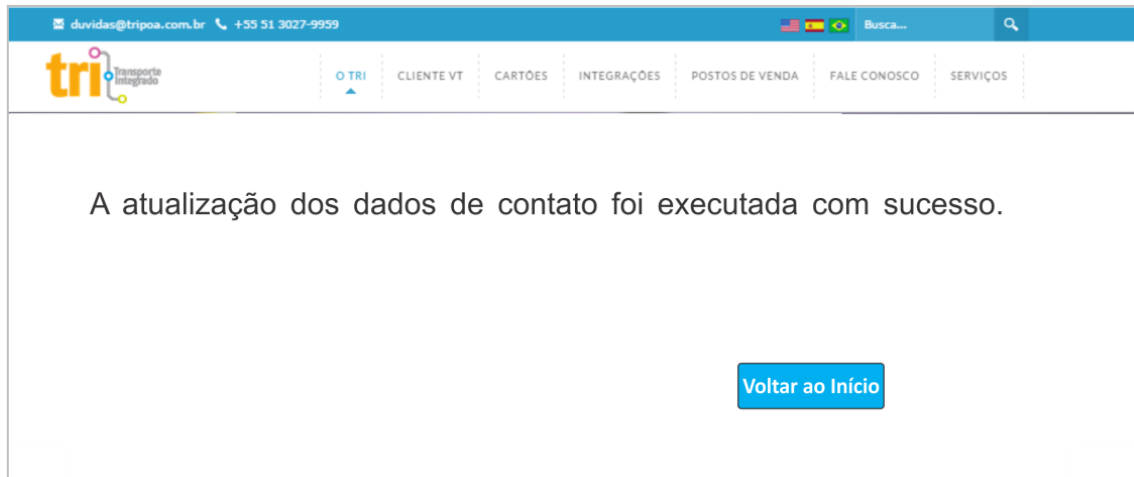 duvidas@tripoa.com.br +55 51 3027-9959 Busca...
tri Transporte Integrado
O TRI CLIENTE VT CARTÕES INTEGRAÇÕES POSTOS DE VENDA FALE CONOSCO SERVIÇOS
A atualização dos dados de contato foi executada com sucesso.
Voltar ao Início